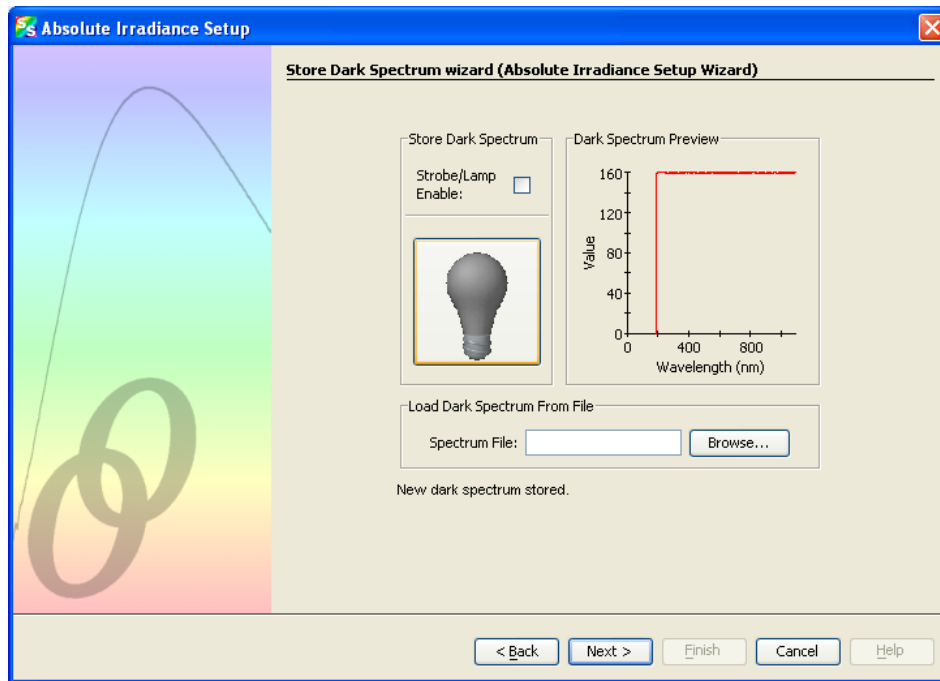 Absolute Irradiance Setup
Store Dark Spectrum wizard (Absolute Irradiance Setup Wizard)
Store Dark Spectrum
Strobe/Lamp
Enable:
Dark Spectrum Preview
160
120
80
40
0
Value
0 400 800
Wavelength (nm)
Load Dark Spectrum From File
Spectrum File:
Browse...
New dark spectrum stored.
< Back
Next >
Finish
Cancel
Help